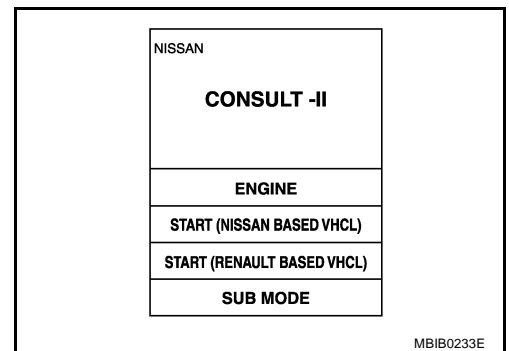 NISSAN
CONSULT -II
ENGINE
START (NISSAN BASED VHCL)
START (RENAULT BASED VHCL)
SUB MODE
MBIB0233E